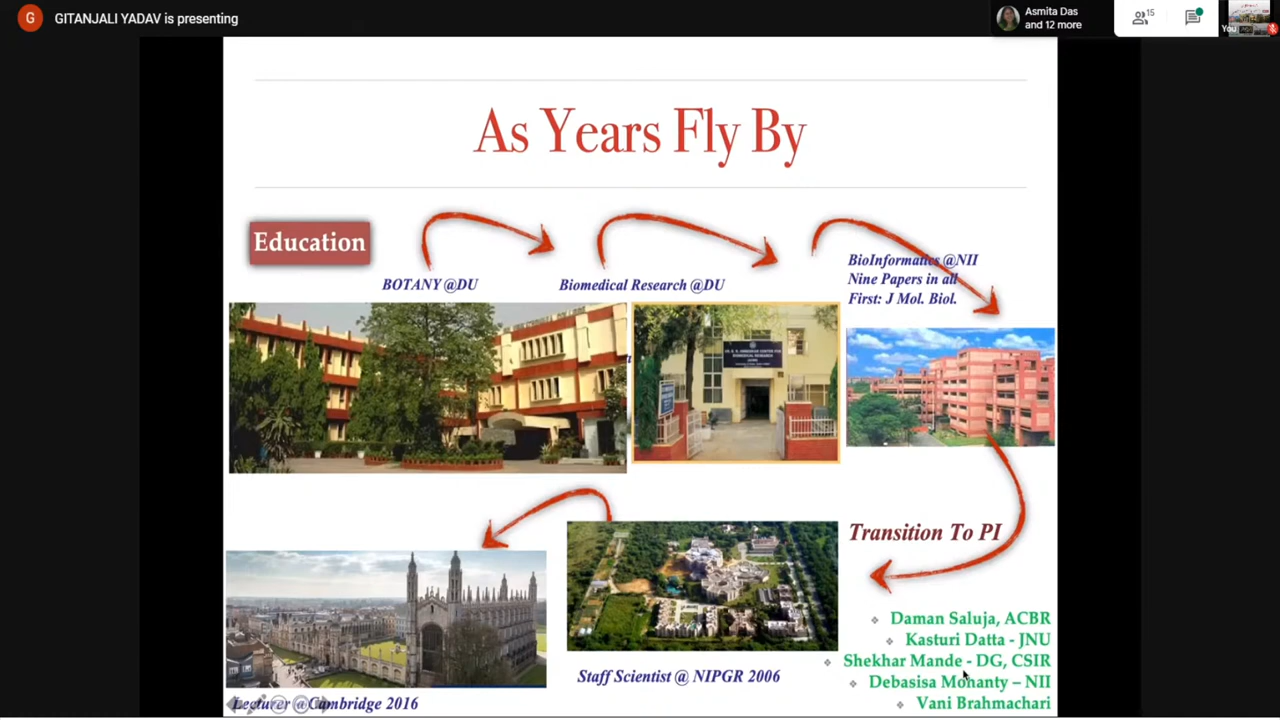 G
GITANJALI YADAV is presenting
Asmita Das
and 12 more
15
You
As Years Fly By
Education
BOTANY @DU
Biomedical Research @DU
BioInformatics @NII
Nine Papers in all
First: J Mol. Biol.
Transition To PI
Daman Saluja, ACBR
Kasturi Datta - JNU
Shekhar Mande - DG, CSIR
Debasisa Mohanty – NII
Vani Brahmachari
Staff Scientist @ NIPGR 2006
Lecturer @Cambridge 2016